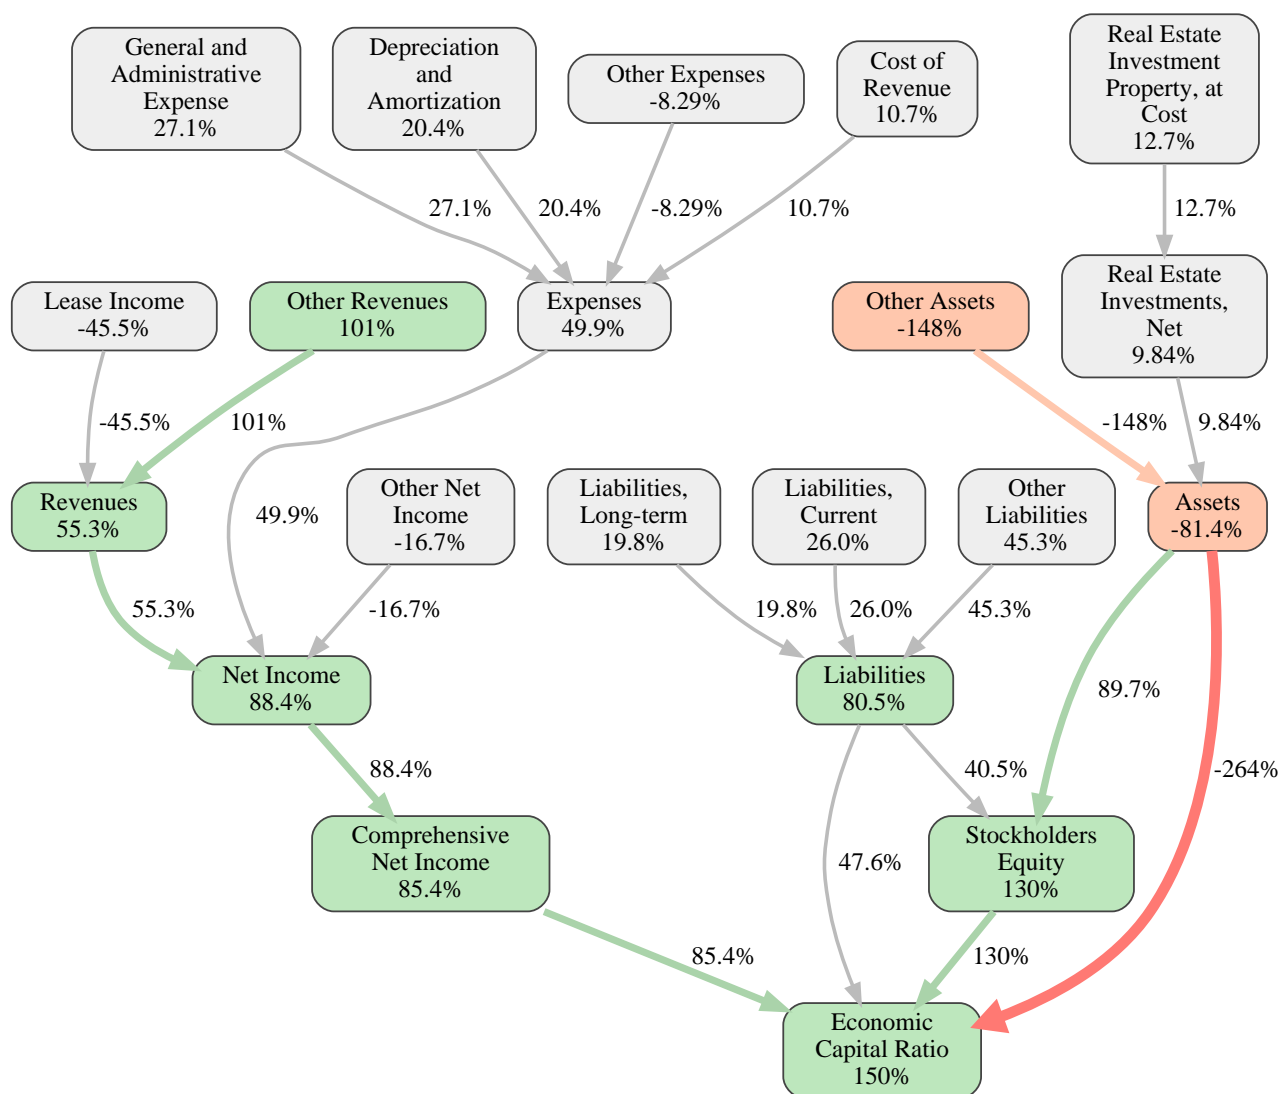 General and
Administrative
Expense
27.1%
Depreciation
and
Amortization
20.4%
Other Expenses
-8.29%
Cost of
Revenue
10.7%
Real Estate
Investment
Property, at
Cost
12.7%
27.1%
20.4%
-8.29%
10.7%
12.7%
Lease Income
-45.5%
Other Revenues
101%
Expenses
49.9%
Other Assets
-148%
Real Estate
Investments,
Net
9.84%
-45.5%
101%
-148%
9.84%
Revenues
55.3%
49.9%
Other Net
Income
-16.7%
Liabilities,
Long-term
19.8%
Liabilities,
Current
26.0%
Other
Liabilities
45.3%
Assets
-81.4%
55.3%
-16.7%
19.8%
26.0%
45.3%
Net Income
88.4%
Liabilities
80.5%
89.7%
88.4%
40.5%
-264%
Comprehensive
Net Income
85.4%
47.6%
Stockholders
Equity
130%
85.4%
130%
Economic
Capital Ratio
150%